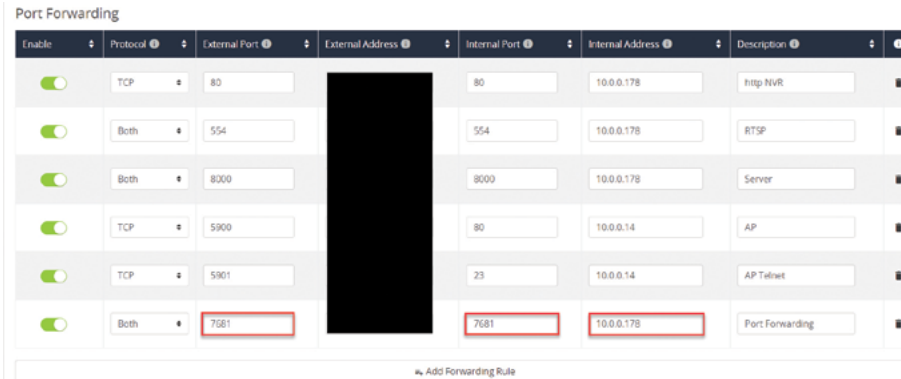 Port Forwarding
Enable Protocol External Port External Address Internal Port Internal Address Description
TCP 80 80 10.0.0.178 http NVR
Both 554 554 10.0.0.178 RTSP
Both 8000 8000 10.0.0.178 Server
TCP 5900 80 10.0.0.14 AP
TCP 5901 23 10.0.0.14 AP Telnet
Both 7681 7681 10.0.0.178 Port Forwarding
Add Forwarding Rule